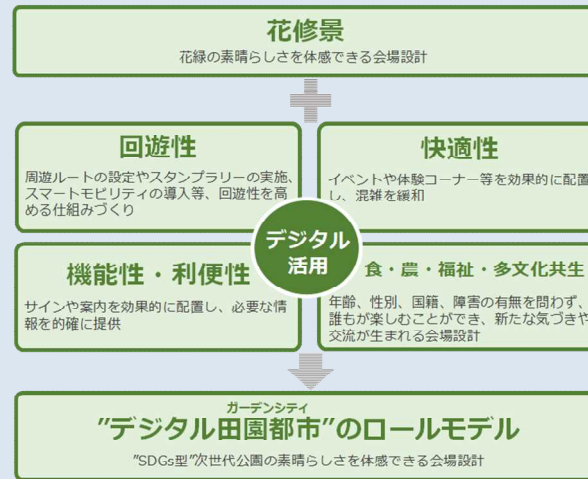 花修景
花緑の素晴らしさを体感できる会場設計
回遊性
周遊ルートの設定やスタンプラリーの実施、
スマートモビリティの導入等、回遊性を高
める仕組みづくり
快適性
イベントや体験コーナー等を効果的に配置
し、混雑を緩和
デジタル
活用
機能性・利便性
サインや案内を効果的に配置し、必要な情
報を的確に提供
食・農・福祉・多文化共生
年齢、性別、国籍、障害の有無を問わず、
誰もが楽しむことができ、新たな気づきや
交流が生まれる会場設計
ガーデンシティ
”デジタル田園都市”のロールモデル
”SDGs型”次世代公園の素晴らしさを体感できる会場設計